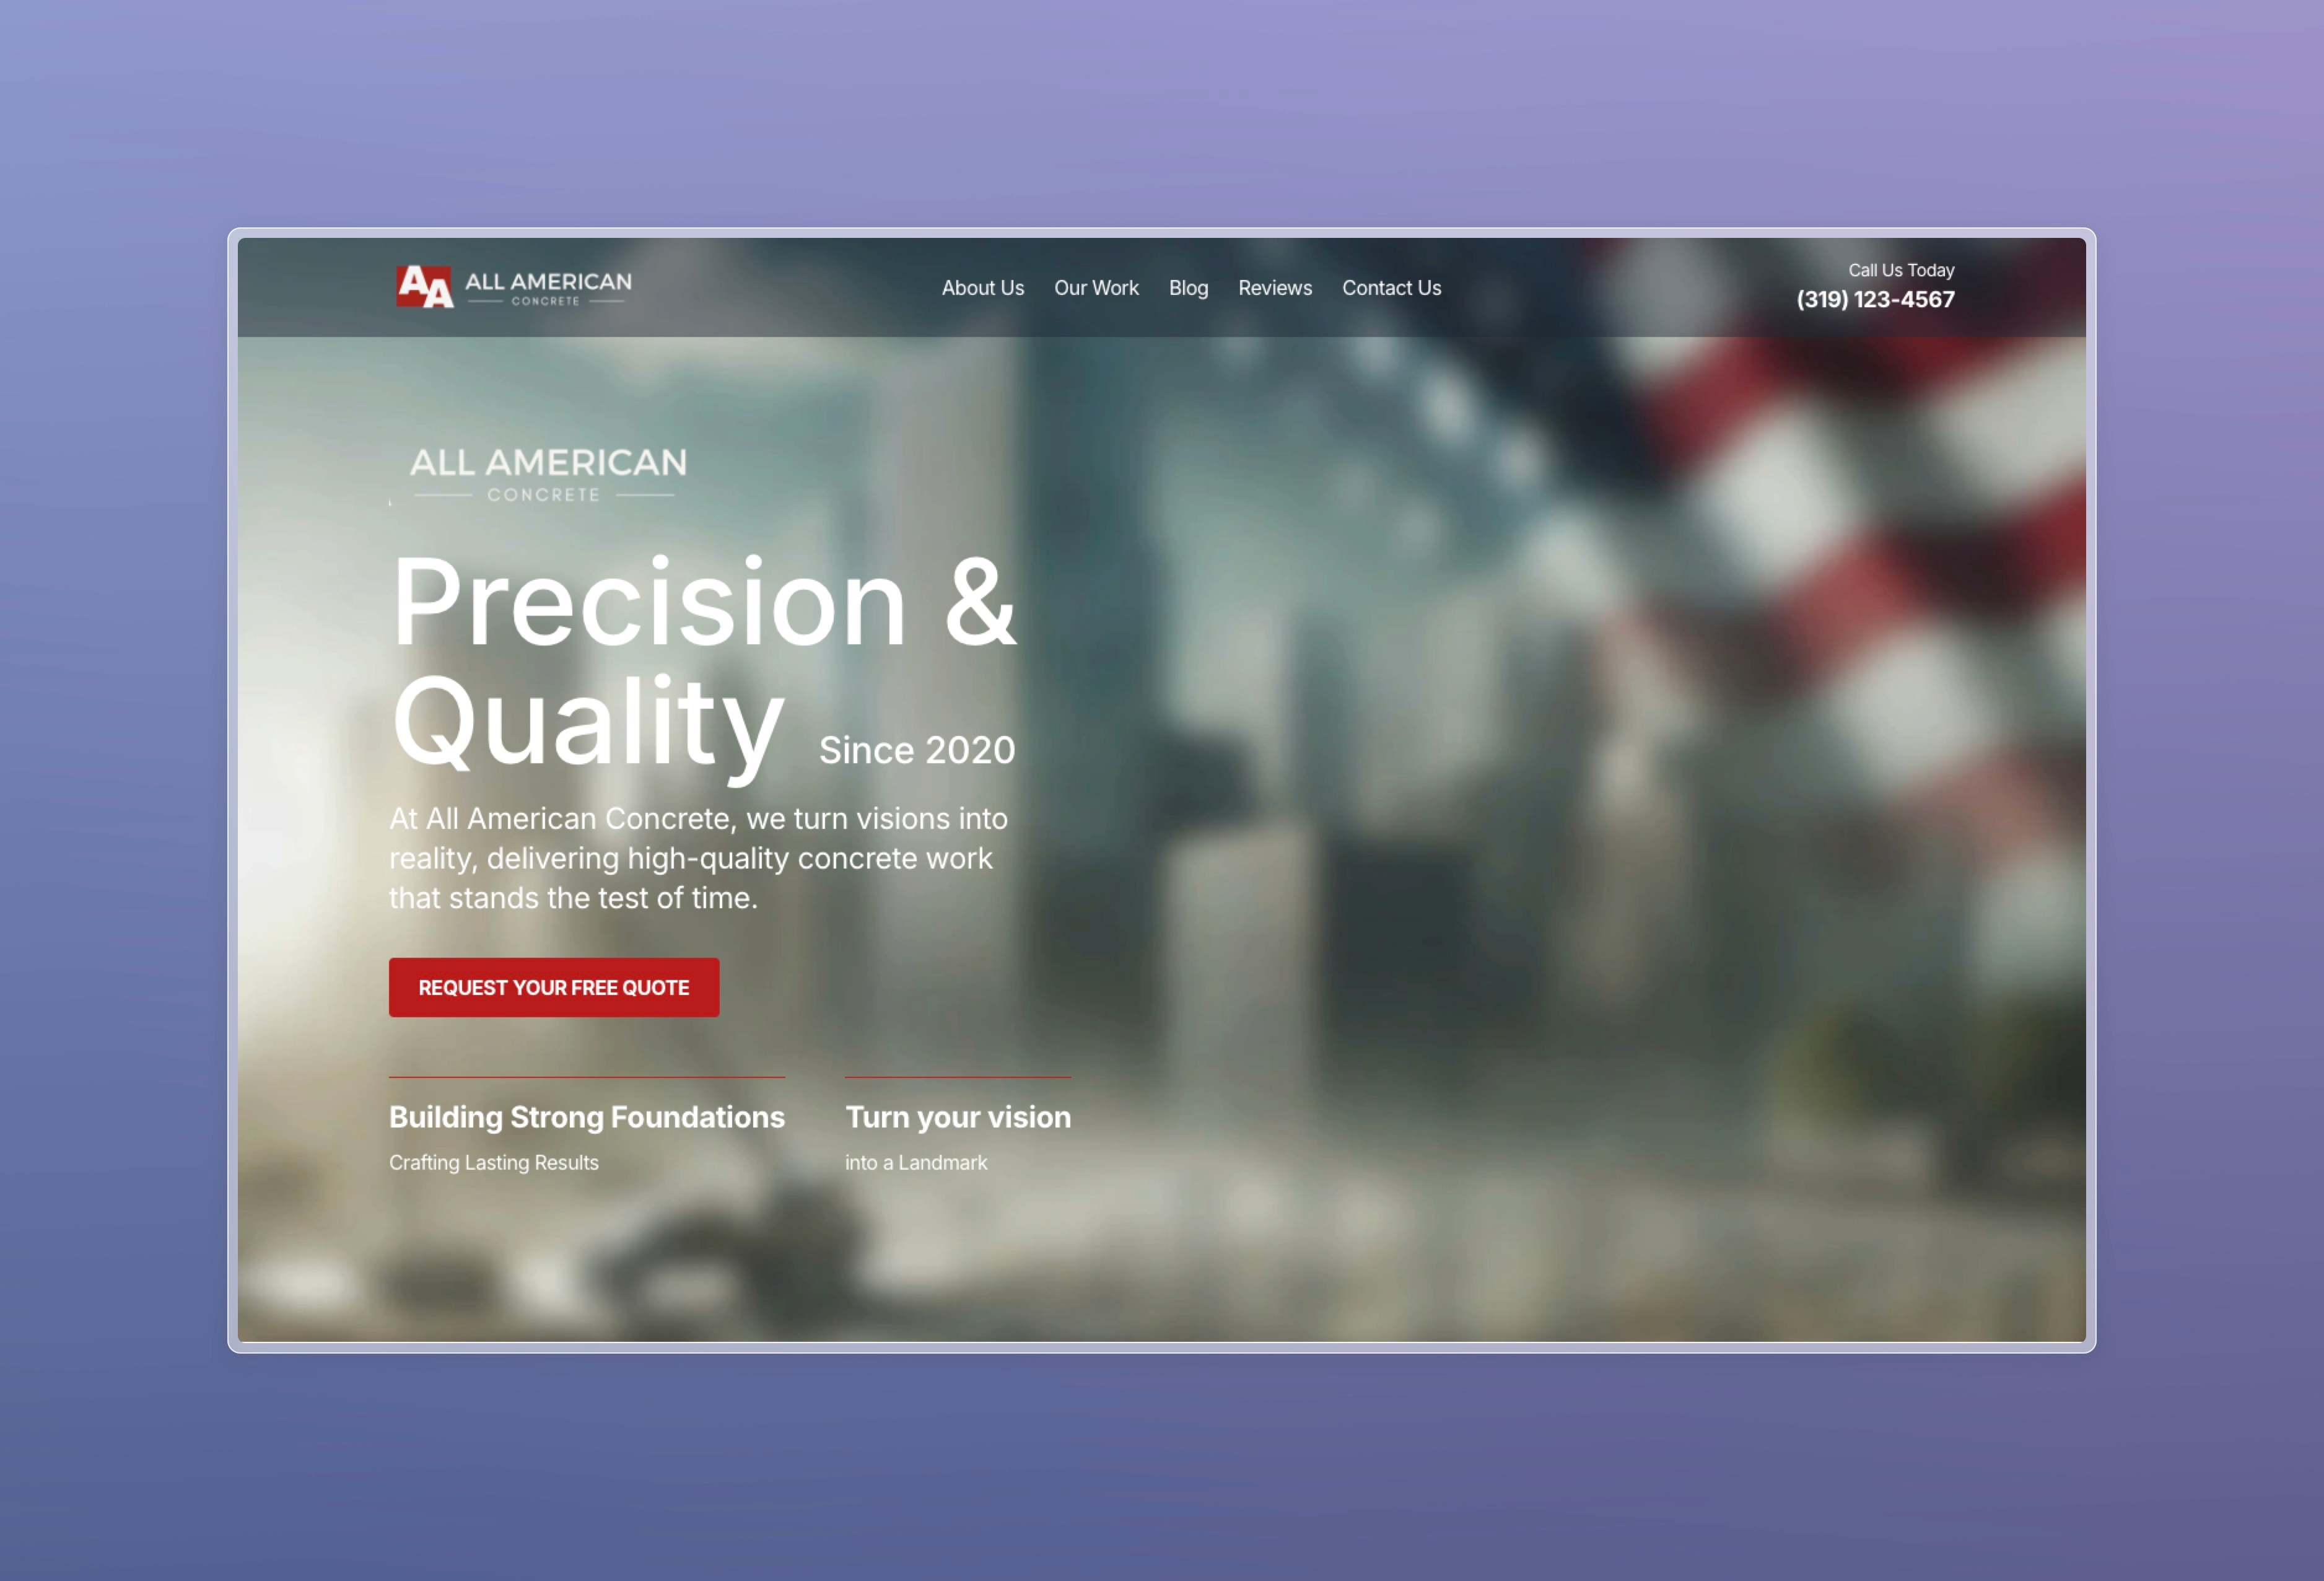 AA ALL AMERICAN
CONCRETE
About Us Our Work Blog Reviews Contact Us
Call Us Today
(319) 123-4567
ALL AMERICAN
CONCRETE
Precision &
Quality Since 2020
At All American Concrete, we turn visions into
reality, delivering high-quality concrete work
that stands the test of time.
REQUEST YOUR FREE QUOTE
Building Strong Foundations
Crafting Lasting Results
Turn your vision
into a Landmark